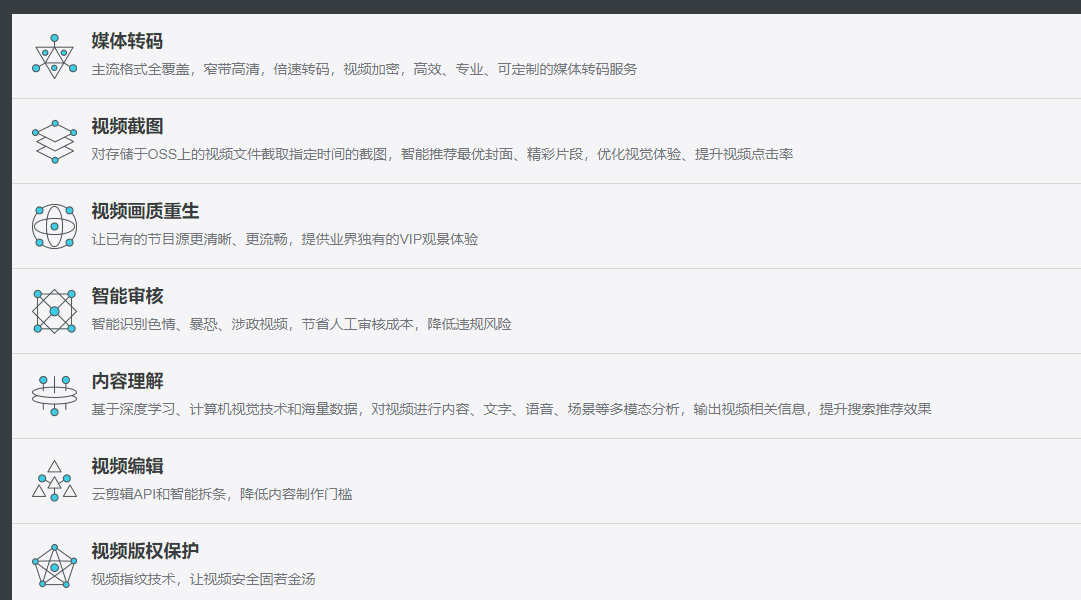 媒体转码
主流格式全覆盖，窄带高清，倍速转码，视频加密，高效、专业、可定制的媒体转码服务
视频截图
对存储于OSS上的视频文件截取指定时间的截图，智能推荐最优封面、精彩片段，优化视觉体验、提升视频点击率
视频画质重生
让已有的节目源更清晰、更流畅，提供业界独有的VIP观景体验
智能审核
智能识别色情、暴恐、涉政视频，节省人工审核成本，降低违规风险
内容理解
基于深度学习、计算机视觉技术和海量数据，对视频进行内容、文字、语音、场景等多模态分析，输出视频相关信息，提升搜索推荐效果
视频编辑
云剪辑API和智能拆条，降低内容制作门槛
视频版权保护
视频指纹技术，让视频安全固若金汤